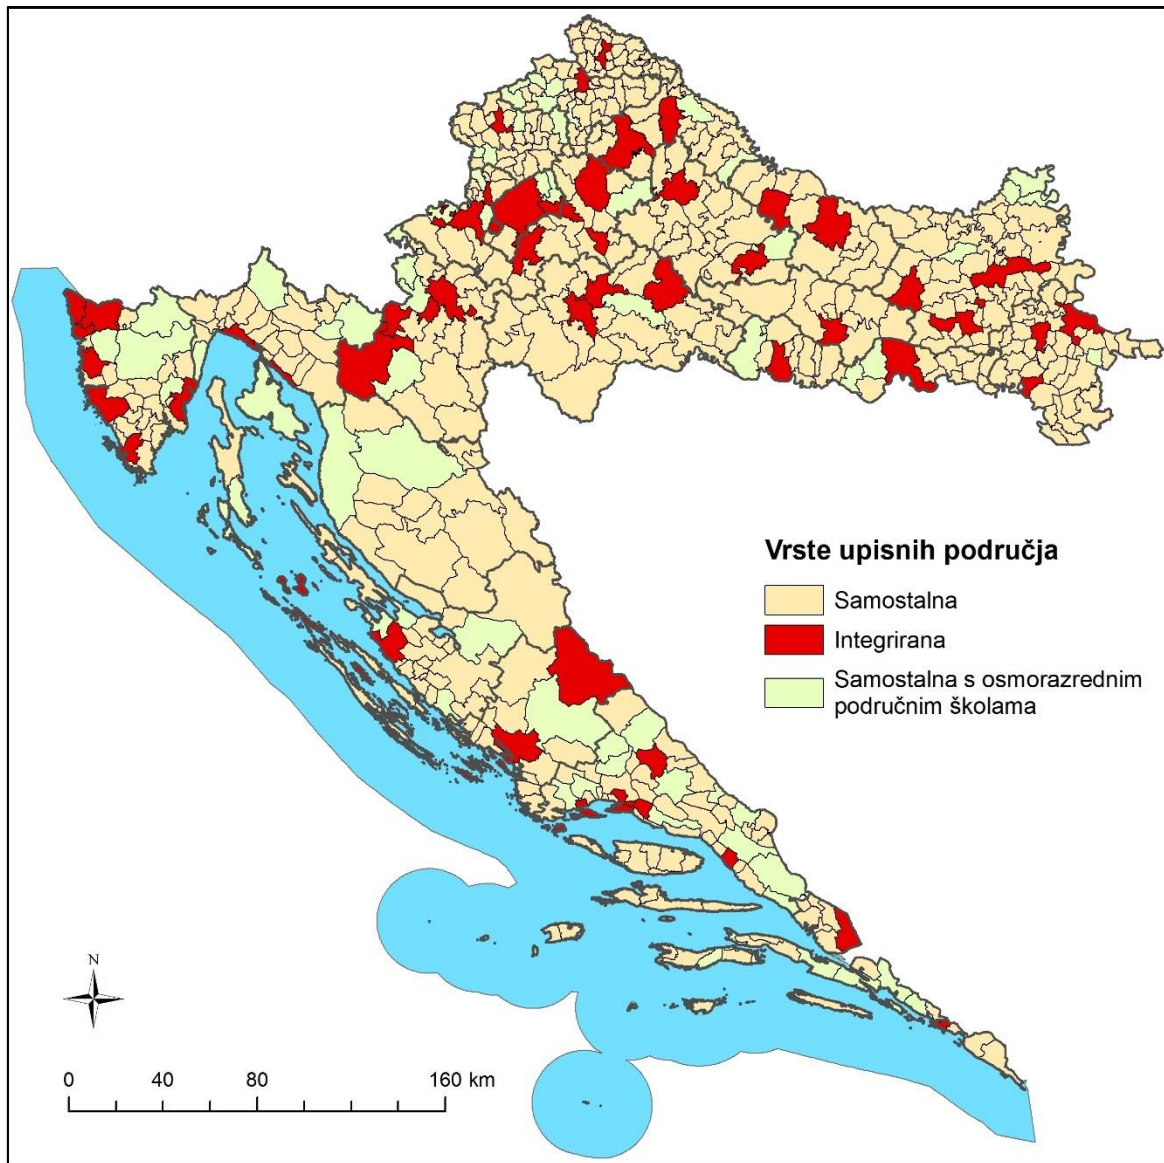 Vrste upisnih područja
Samostalna
Integrirana
Samostalna s osmorazrednim
područnim školama
N
0 40 80 160 km